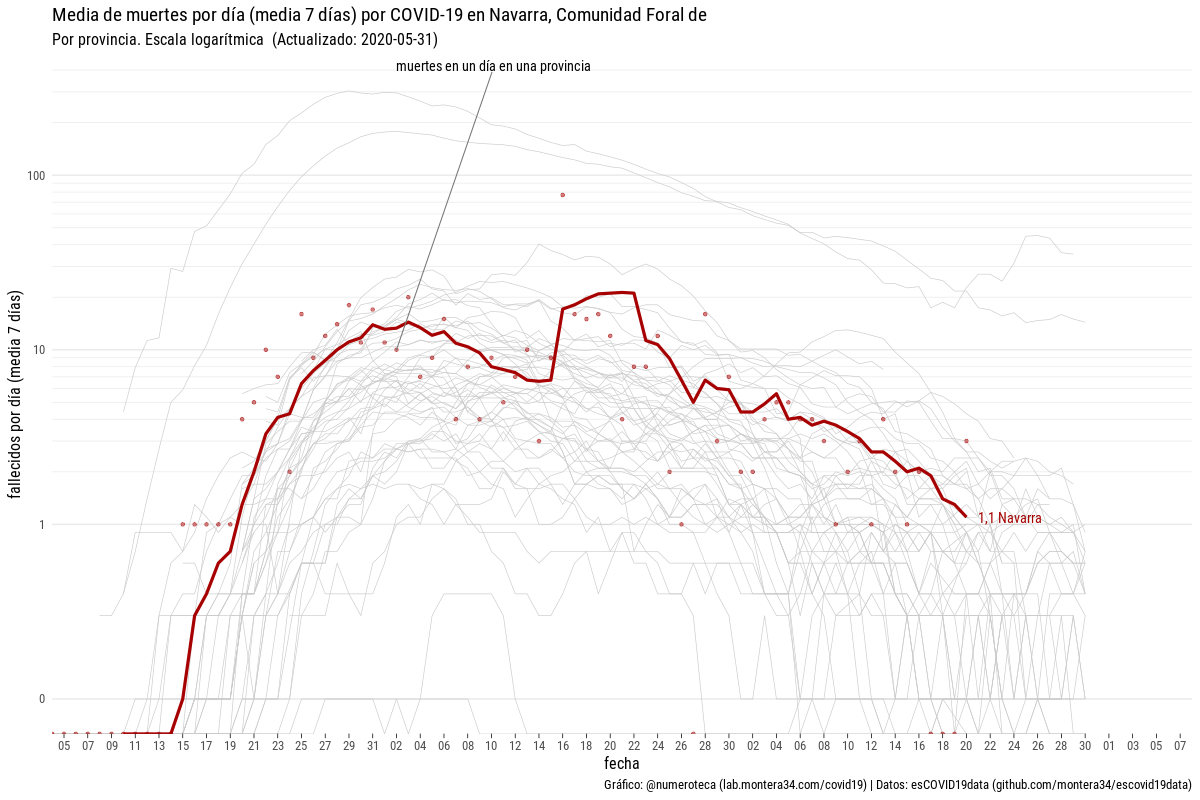 Media de muertes por día (media 7 días) por COVID-19 en Navarra, Comunidad Foral de
Por provincia. Escala logarítmica (Actualizado: 2020-05-31)
muertes en un día en una provincia
fallecidos por día (media 7 días)
100
10
1
0
1,1 Navarra
05 07 09 11 13 15 17 19 21 23 25 27 29 31 02 04 06 08 10 12 14 16 18 20 22 24 26 28 30 02 04 06 08 10 12 14 16 18 20 22 24 26 28 30 01 03 05 07
fecha
Gráfico: @numeroteca (lab.montera34.com/covid19) | Datos: esCOVID19data (github.com/montera34/escovid19data)